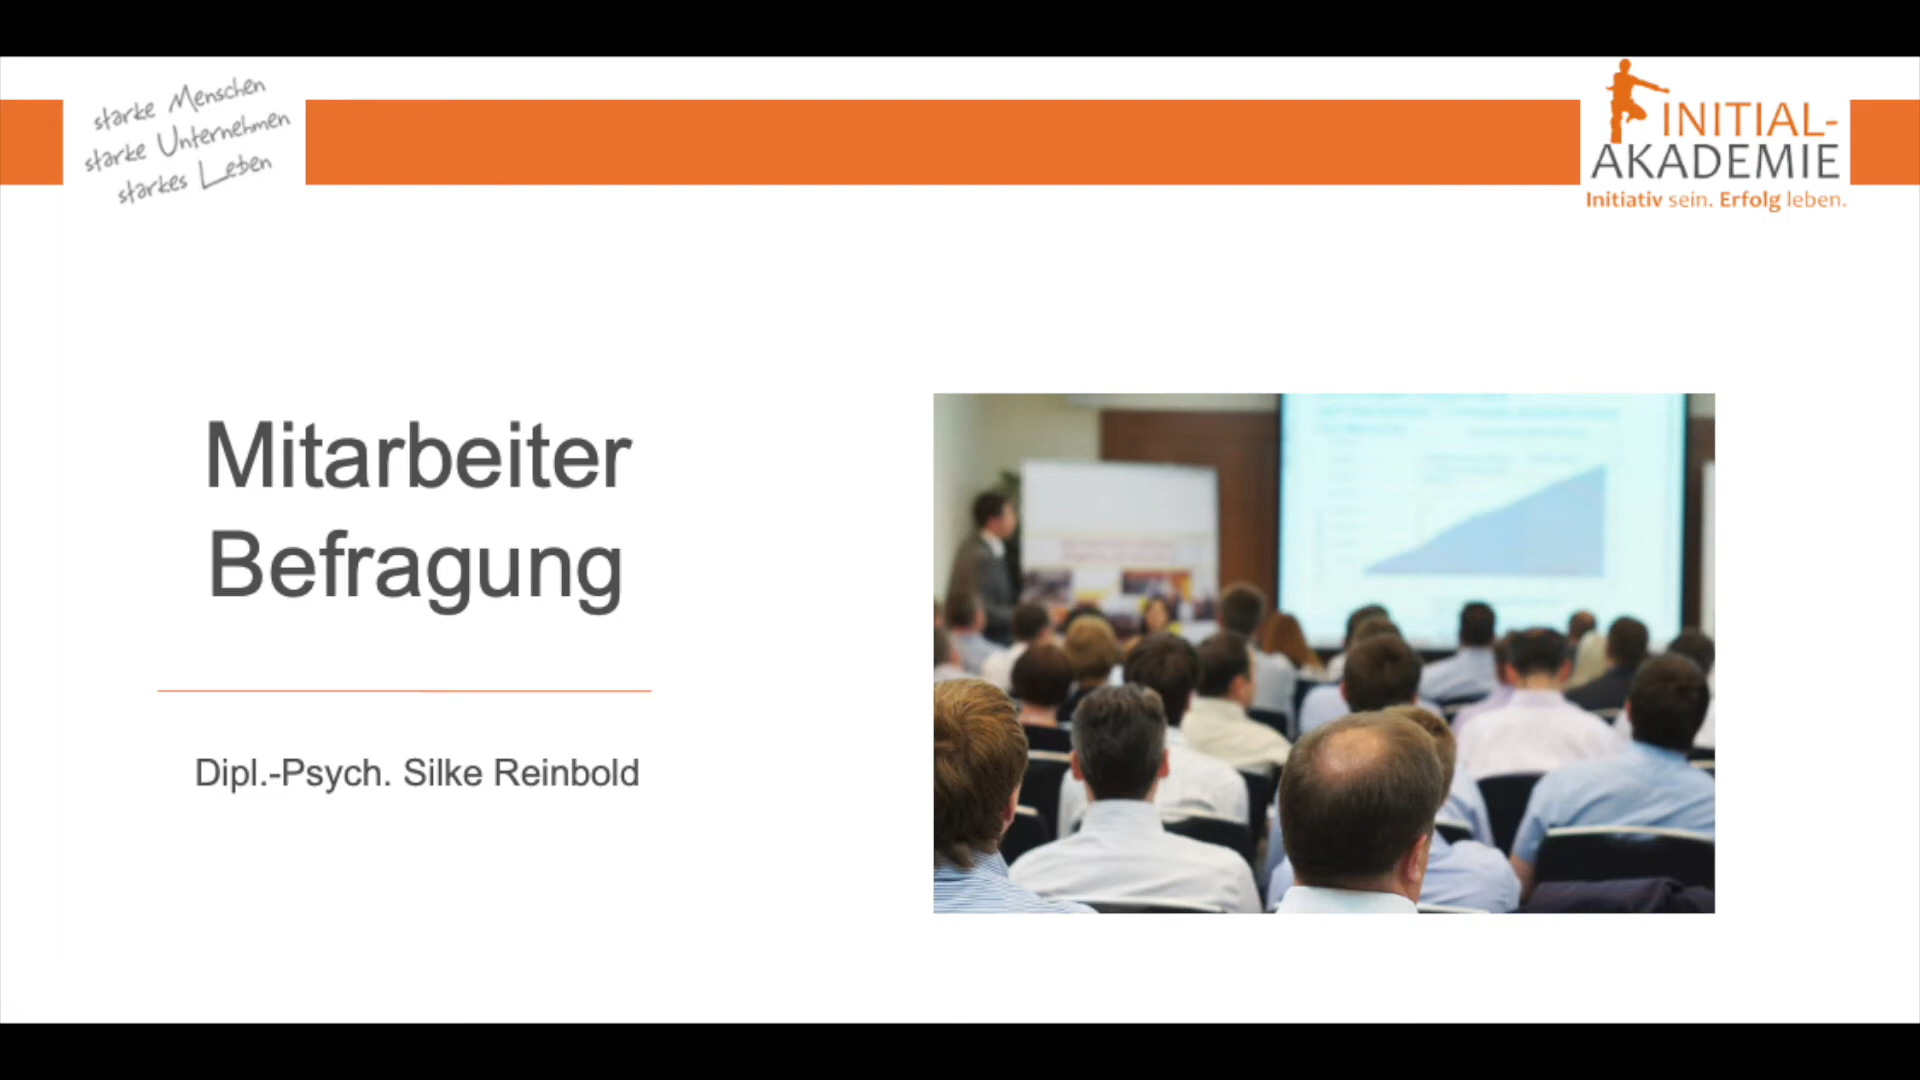 starke Menschen
starke Unternehmen
starkes Leben
INITIAL-
AKADEMIE
Initiativ sein. Erfolg leben.
Mitarbeiter
Befragung
Dipl.-Psych. Silke Reinbold